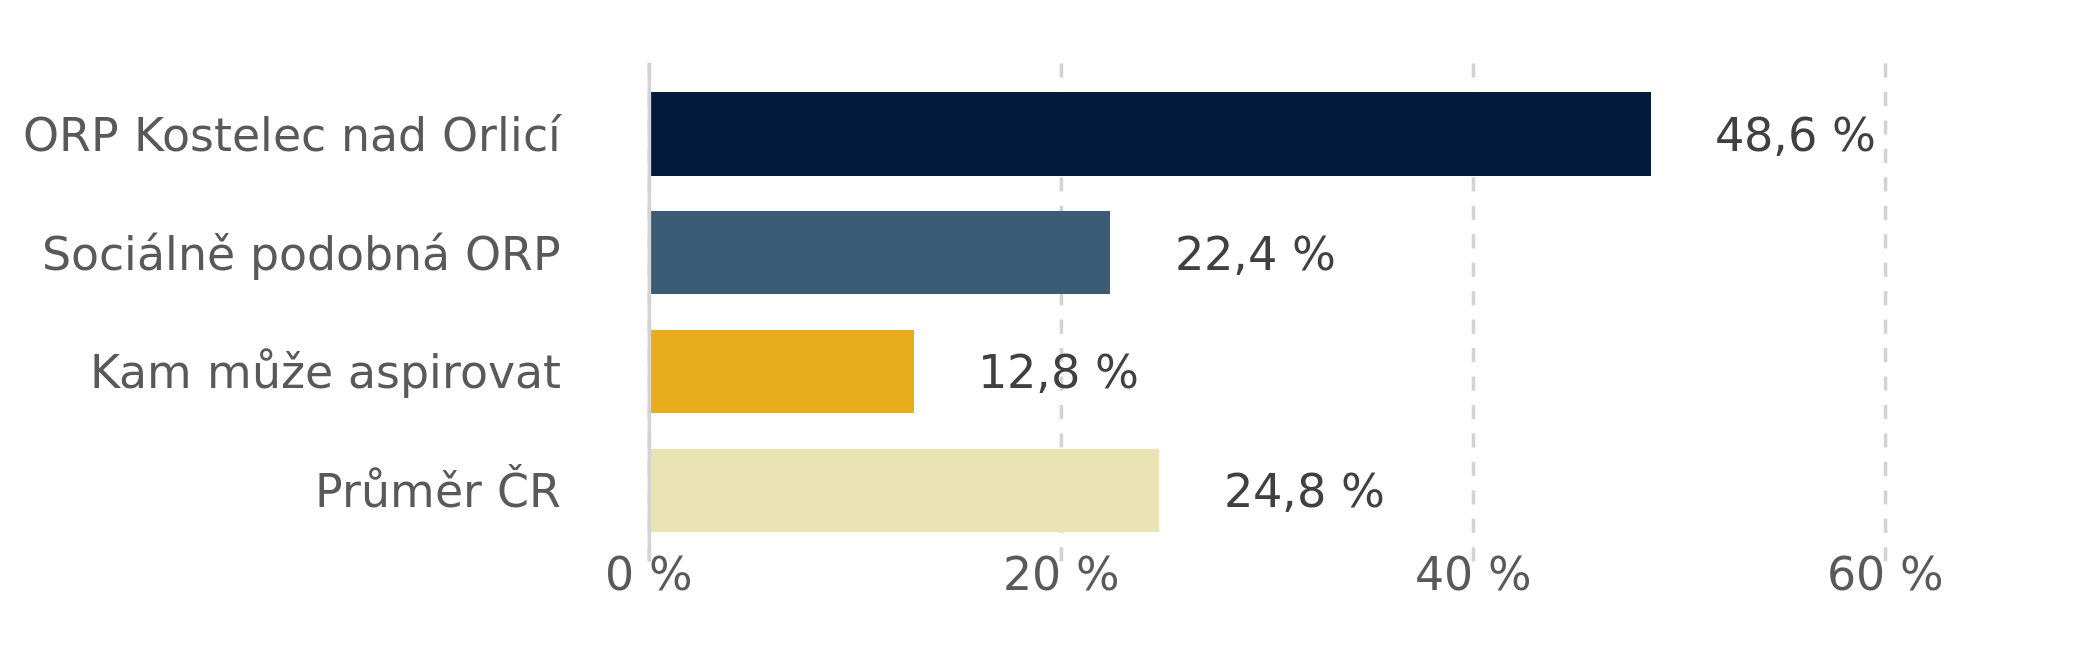 ORP Kostelec nad Orlicí 48,6 %
Sociálně podobná ORP 22,4 %
Kam může aspirovat 12,8 %
Průměr ČR 24,8 %
0 % 20 % 40 % 60 %